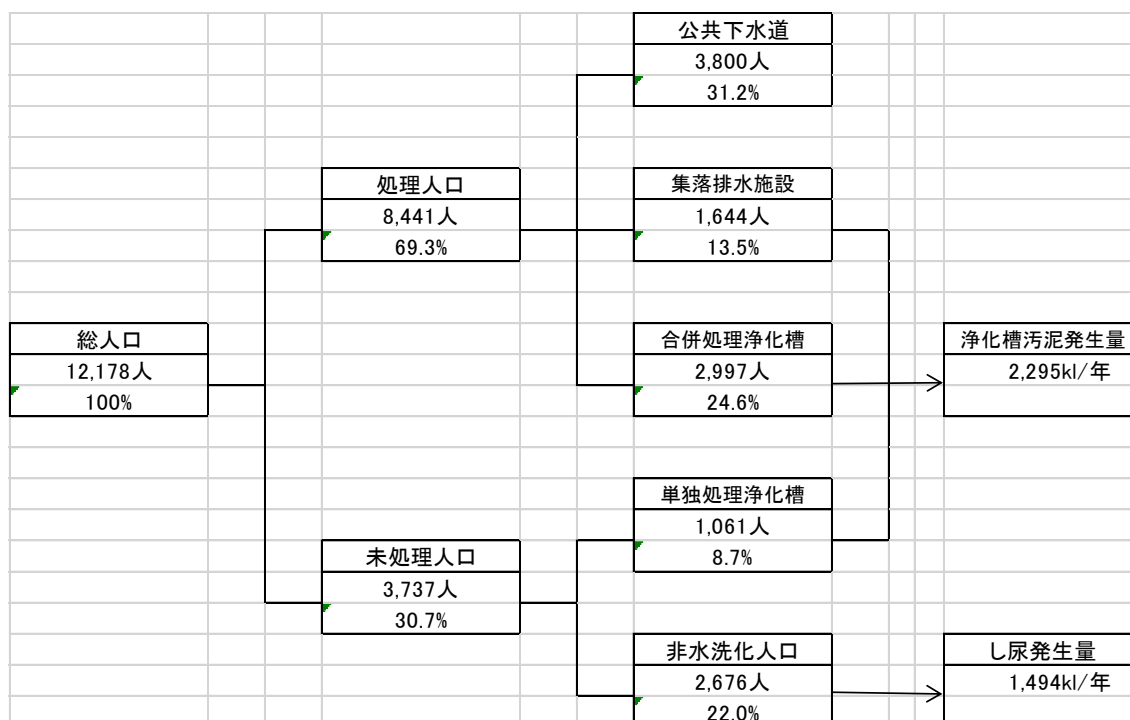 公共下水道
3,800人
31.2%
処理人口
8,441人
69.3%
集落排水施設
1,644人
13.5%
総人口
12,178人
100%
合併処理浄化槽
2,997人
24.6%
浄化槽汚泥発生量
2,295kl/年
単独処理浄化槽
1,061人
8.7%
未処理人口
3,737人
30.7%
非水洗化人口
2,676人
22.0%
し尿発生量
1,494kl/年